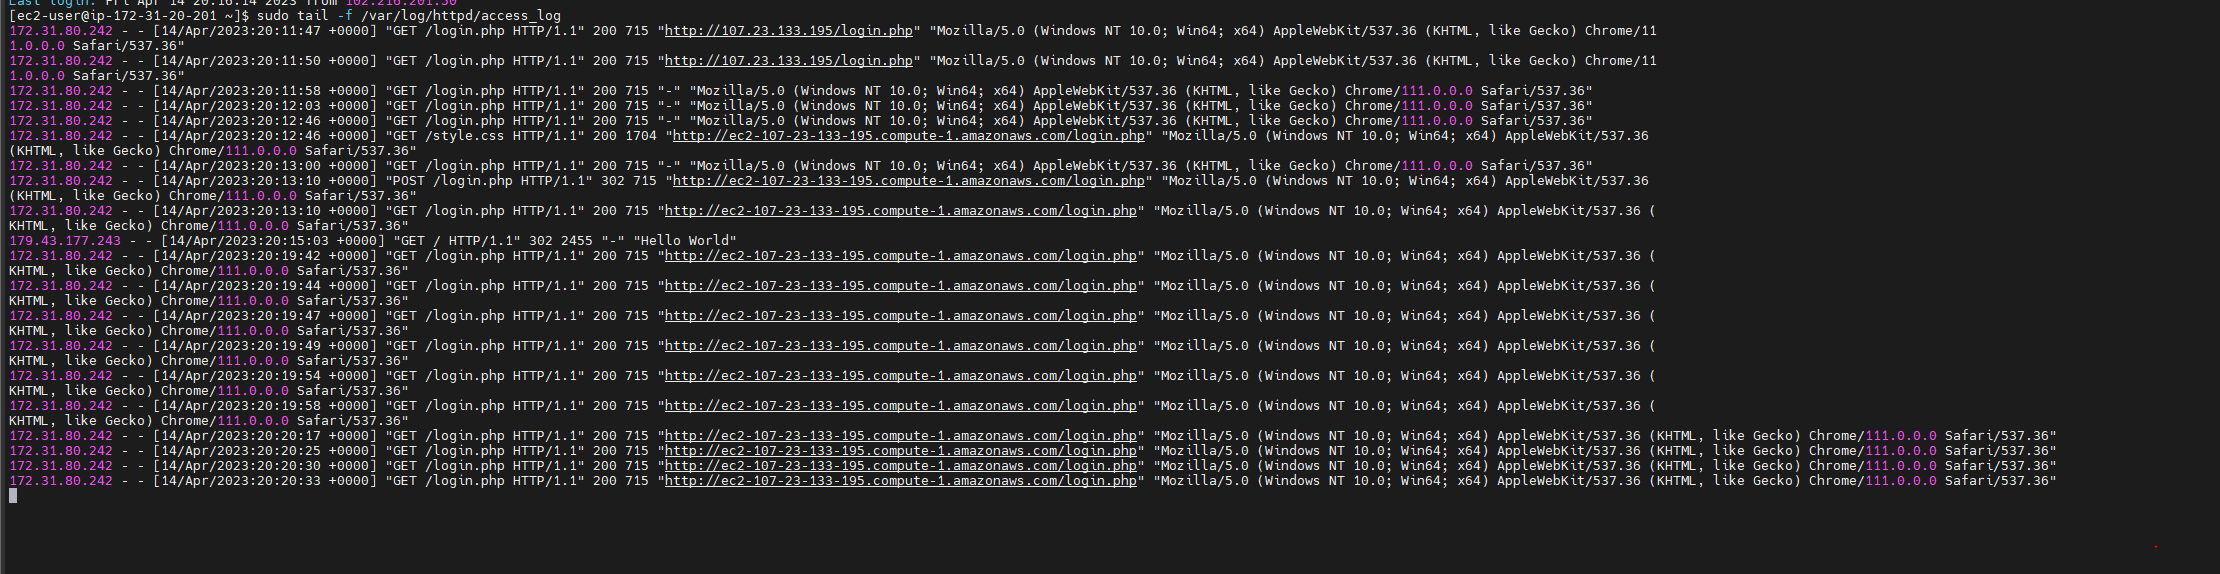 Last login: Fri Apr 14 20:16:14 2023 from 102.216.201.50
[ec2-user@ip-172-31-20-201 ~]$ sudo tail -f /var/log/httpd/access_log
172.31.80.242 - - [14/Apr/2023:20:11:47 +0000] "GET /login.php HTTP/1.1" 200 715 "http://107.23.133.195/login.php" "Mozilla/5.0 (Windows NT 10.0; Win64; x64) AppleWebKit/537.36 (KHTML, like Gecko) Chrome/11
1.0.0.0 Safari/537.36"
172.31.80.242 - - [14/Apr/2023:20:11:50 +0000] "GET /login.php HTTP/1.1" 200 715 "http://107.23.133.195/login.php" "Mozilla/5.0 (Windows NT 10.0; Win64; x64) AppleWebKit/537.36 (KHTML, like Gecko) Chrome/11
1.0.0.0 Safari/537.36"
172.31.80.242 - - [14/Apr/2023:20:11:58 +0000] "GET /login.php HTTP/1.1" 200 715 "-" "Mozilla/5.0 (Windows NT 10.0; Win64; x64) AppleWebKit/537.36 (KHTML, like Gecko) Chrome/111.0.0.0 Safari/537.36"
172.31.80.242 - - [14/Apr/2023:20:12:03 +0000] "GET /login.php HTTP/1.1" 200 715 "-" "Mozilla/5.0 (Windows NT 10.0; Win64; x64) AppleWebKit/537.36 (KHTML, like Gecko) Chrome/111.0.0.0 Safari/537.36"
172.31.80.242 - - [14/Apr/2023:20:12:46 +0000] "GET /login.php HTTP/1.1" 200 715 "-" "Mozilla/5.0 (Windows NT 10.0; Win64; x64) AppleWebKit/537.36 (KHTML, like Gecko) Chrome/111.0.0.0 Safari/537.36"
172.31.80.242 - - [14/Apr/2023:20:12:46 +0000] "GET /style.css HTTP/1.1" 200 1704 "http://ec2-107-23-133-195.compute-1.amazonaws.com/login.php" "Mozilla/5.0 (Windows NT 10.0; Win64; x64) AppleWebKit/537.36
(KHTML, like Gecko) Chrome/111.0.0.0 Safari/537.36"
172.31.80.242 - - [14/Apr/2023:20:13:00 +0000] "GET /login.php HTTP/1.1" 200 715 "-" "Mozilla/5.0 (Windows NT 10.0; Win64; x64) AppleWebKit/537.36 (KHTML, like Gecko) Chrome/111.0.0.0 Safari/537.36"
172.31.80.242 - - [14/Apr/2023:20:13:10 +0000] "POST /login.php HTTP/1.1" 302 715 "http://ec2-107-23-133-195.compute-1.amazonaws.com/login.php" "Mozilla/5.0 (Windows NT 10.0; Win64; x64) AppleWebKit/537.36
(KHTML, like Gecko) Chrome/111.0.0.0 Safari/537.36"
172.31.80.242 - - [14/Apr/2023:20:13:10 +0000] "GET /login.php HTTP/1.1" 200 715 "http://ec2-107-23-133-195.compute-1.amazonaws.com/login.php" "Mozilla/5.0 (Windows NT 10.0; Win64; x64) AppleWebKit/537.36 (
KHTML, like Gecko) Chrome/111.0.0.0 Safari/537.36"
179.43.177.243 - - [14/Apr/2023:20:15:03 +0000] "GET / HTTP/1.1" 302 2455 "-" "Hello World"
172.31.80.242 - - [14/Apr/2023:20:19:42 +0000] "GET /login.php HTTP/1.1" 200 715 "http://ec2-107-23-133-195.compute-1.amazonaws.com/login.php" "Mozilla/5.0 (Windows NT 10.0; Win64; x64) AppleWebKit/537.36 (
KHTML, like Gecko) Chrome/111.0.0.0 Safari/537.36"
172.31.80.242 - - [14/Apr/2023:20:19:44 +0000] "GET /login.php HTTP/1.1" 200 715 "http://ec2-107-23-133-195.compute-1.amazonaws.com/login.php" "Mozilla/5.0 (Windows NT 10.0; Win64; x64) AppleWebKit/537.36 (
KHTML, like Gecko) Chrome/111.0.0.0 Safari/537.36"
172.31.80.242 - - [14/Apr/2023:20:19:47 +0000] "GET /login.php HTTP/1.1" 200 715 "http://ec2-107-23-133-195.compute-1.amazonaws.com/login.php" "Mozilla/5.0 (Windows NT 10.0; Win64; x64) AppleWebKit/537.36 (
KHTML, like Gecko) Chrome/111.0.0.0 Safari/537.36"
172.31.80.242 - - [14/Apr/2023:20:19:49 +0000] "GET /login.php HTTP/1.1" 200 715 "http://ec2-107-23-133-195.compute-1.amazonaws.com/login.php" "Mozilla/5.0 (Windows NT 10.0; Win64; x64) AppleWebKit/537.36 (
KHTML, like Gecko) Chrome/111.0.0.0 Safari/537.36"
172.31.80.242 - - [14/Apr/2023:20:19:54 +0000] "GET /login.php HTTP/1.1" 200 715 "http://ec2-107-23-133-195.compute-1.amazonaws.com/login.php" "Mozilla/5.0 (Windows NT 10.0; Win64; x64) AppleWebKit/537.36 (
KHTML, like Gecko) Chrome/111.0.0.0 Safari/537.36"
172.31.80.242 - - [14/Apr/2023:20:19:58 +0000] "GET /login.php HTTP/1.1" 200 715 "http://ec2-107-23-133-195.compute-1.amazonaws.com/login.php" "Mozilla/5.0 (Windows NT 10.0; Win64; x64) AppleWebKit/537.36 (
KHTML, like Gecko) Chrome/111.0.0.0 Safari/537.36"
172.31.80.242 - - [14/Apr/2023:20:20:17 +0000] "GET /login.php HTTP/1.1" 200 715 "http://ec2-107-23-133-195.compute-1.amazonaws.com/login.php" "Mozilla/5.0 (Windows NT 10.0; Win64; x64) AppleWebKit/537.36 (KHTML, like Gecko) Chrome/111.0.0.0 Safari/537.36"
172.31.80.242 - - [14/Apr/2023:20:20:25 +0000] "GET /login.php HTTP/1.1" 200 715 "http://ec2-107-23-133-195.compute-1.amazonaws.com/login.php" "Mozilla/5.0 (Windows NT 10.0; Win64; x64) AppleWebKit/537.36 (KHTML, like Gecko) Chrome/111.0.0.0 Safari/537.36"
172.31.80.242 - - [14/Apr/2023:20:20:30 +0000] "GET /login.php HTTP/1.1" 200 715 "http://ec2-107-23-133-195.compute-1.amazonaws.com/login.php" "Mozilla/5.0 (Windows NT 10.0; Win64; x64) AppleWebKit/537.36 (KHTML, like Gecko) Chrome/111.0.0.0 Safari/537.36"
172.31.80.242 - - [14/Apr/2023:20:20:33 +0000] "GET /login.php HTTP/1.1" 200 715 "http://ec2-107-23-133-195.compute-1.amazonaws.com/login.php" "Mozilla/5.0 (Windows NT 10.0; Win64; x64) AppleWebKit/537.36 (KHTML, like Gecko) Chrome/111.0.0.0 Safari/537.36"